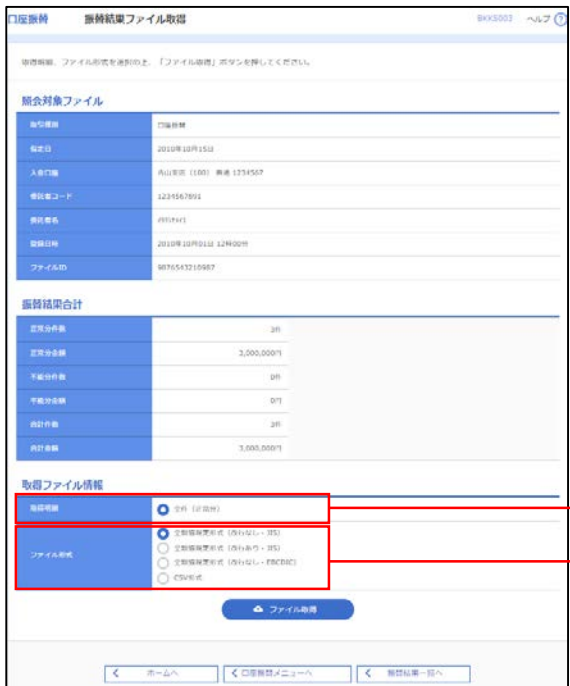 口座振替 振替結果ファイル取得 BKKS003 ヘルプ ?
取得明細、ファイル形式を選択の上、「ファイル取得」ボタンを押してください。
照会対象ファイル
取引種別 口座振替
指定日 2010年10月15日
入金口座 青山支店（100） 普通 1234567
委託者コード 1234567891
委託者名
登録日時 2010年10月01日 12時00分
ファイルID 9876543210987
振替結果合計
正常分件数 3件
正常分金額 3,000,000円
不能分件数 0件
不能分金額 0円
合計件数 3件
合計金額 3,000,000円
取得ファイル情報
取得明細 全件
ファイル形式
全銀協規定形式（改行なし・JIS）
全銀協規定形式（改行あり・JIS）
全銀協規定形式（改行なし・EBCDIC）
CSV形式
ファイル取得
ホームへ 口座振替メニューへ 振替結果一覧へ